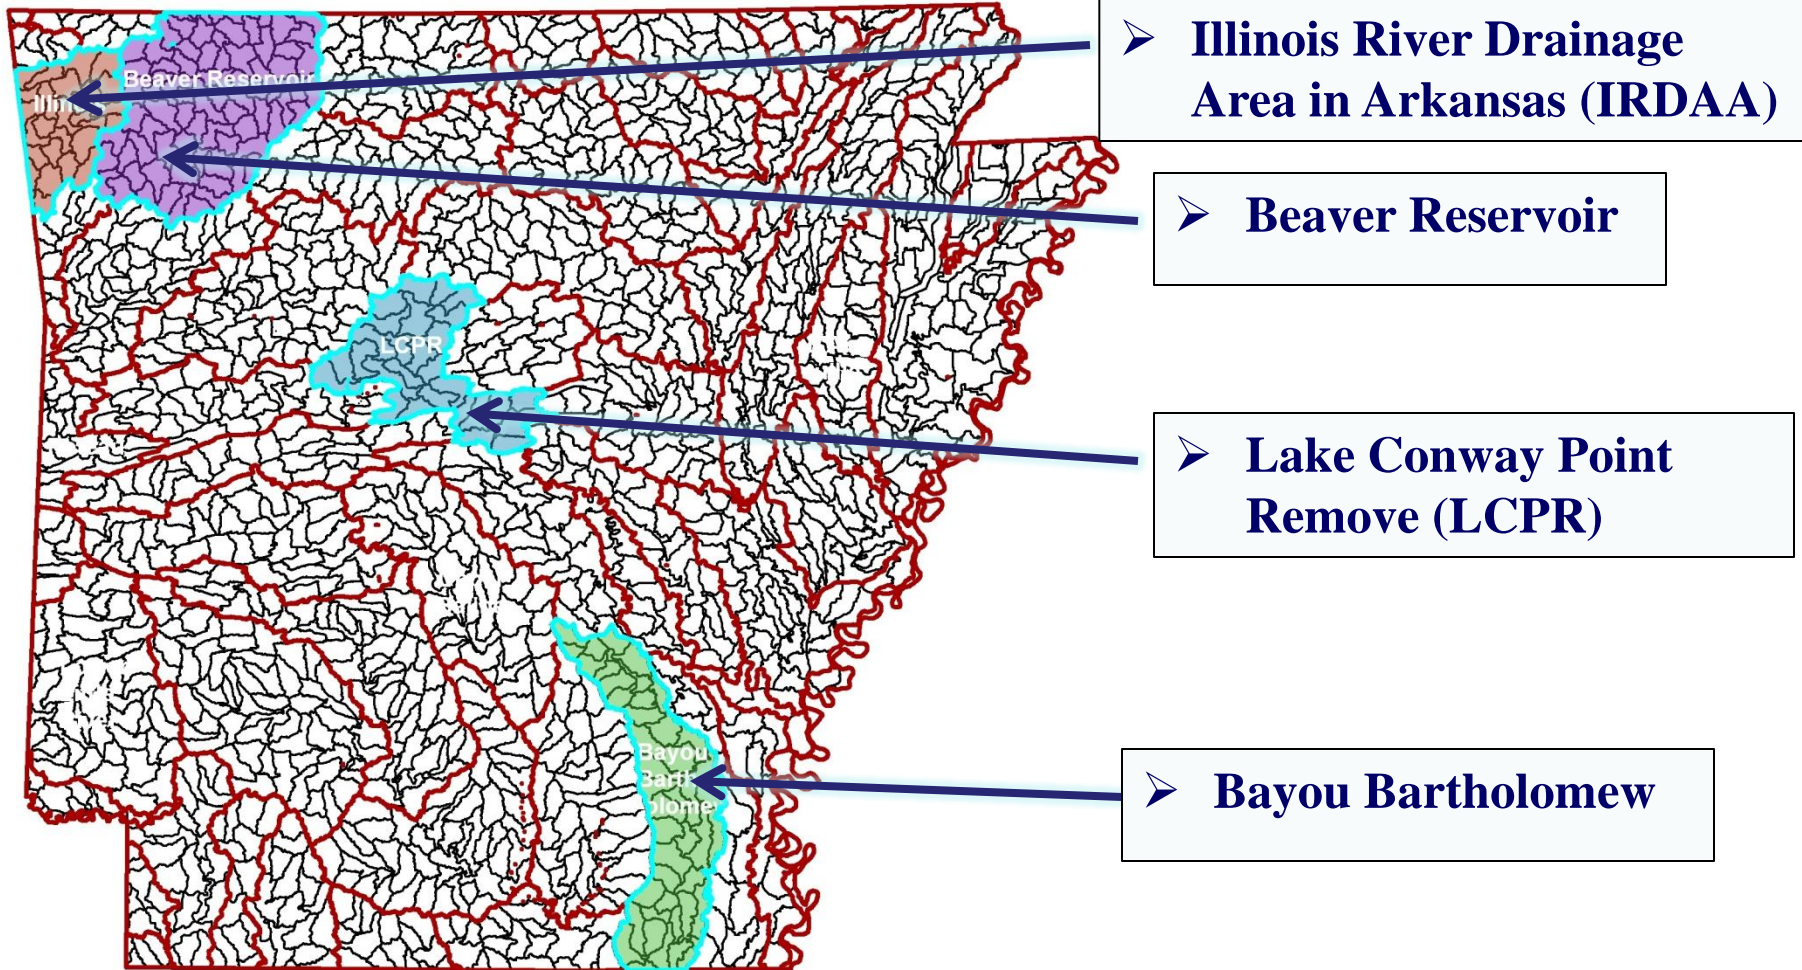 ➢ Illinois River Drainage
Area in Arkansas (IRDAA)
Beaver Reservoir
➢ Beaver Reservoir
LCPR
➢ Lake Conway Point
Remove (LCPR)
Bayou
➢ Bayou Bartholomew